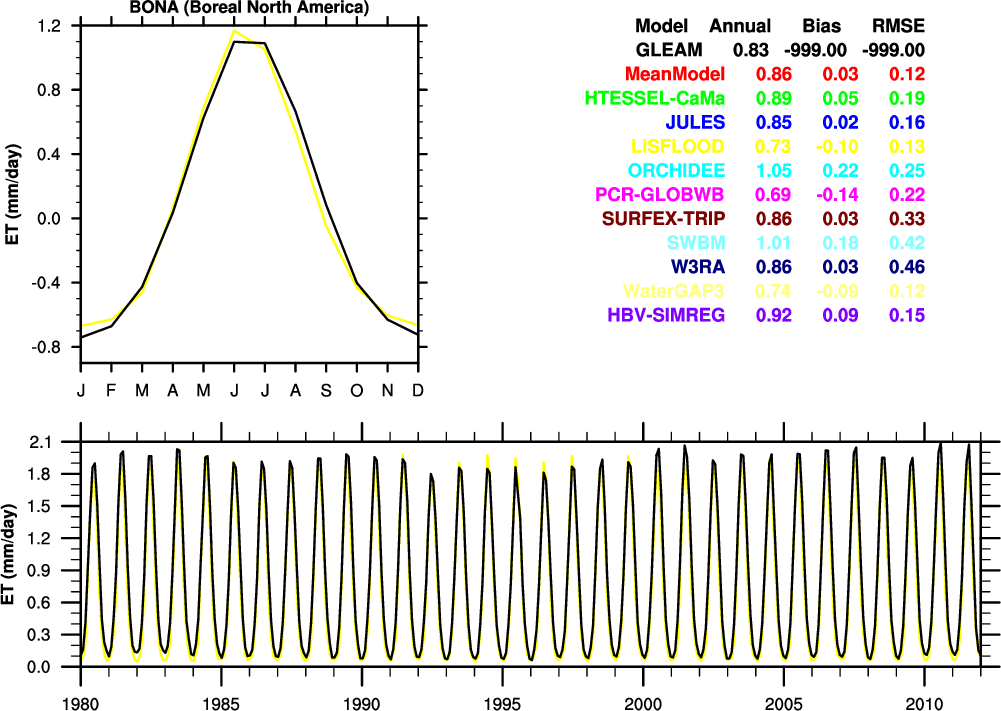 BONA (Boreal North America)
1.2
0.8
0.4
0.0
-0.4
-0.8
ET (mm/day)
J F M A M J J A S O N D
Model Annual Bias RMSE
GLEAM 0.83 -999.00 -999.00
MeanModel 0.86 0.03 0.12
HTESSEL-CaMa 0.89 0.05 0.19
JULES 0.85 0.02 0.16
LISFLOOD 0.73 -0.10 0.13
ORCHIDEE 1.05 0.22 0.25
PCR-GLOBWB 0.69 -0.14 0.22
SURFEX-TRIP 0.86 0.03 0.33
SWBM 1.01 0.18 0.42
W3RA 0.86 0.03 0.46
WaterGAP3 0.74 -0.09 0.12
HBV-SIMREG 0.92 0.09 0.15
2.1
1.8
1.5
1.2
0.9
0.6
0.3
0.0
ET (mm/day)
1980 1985 1990 1995 2000 2005 2010